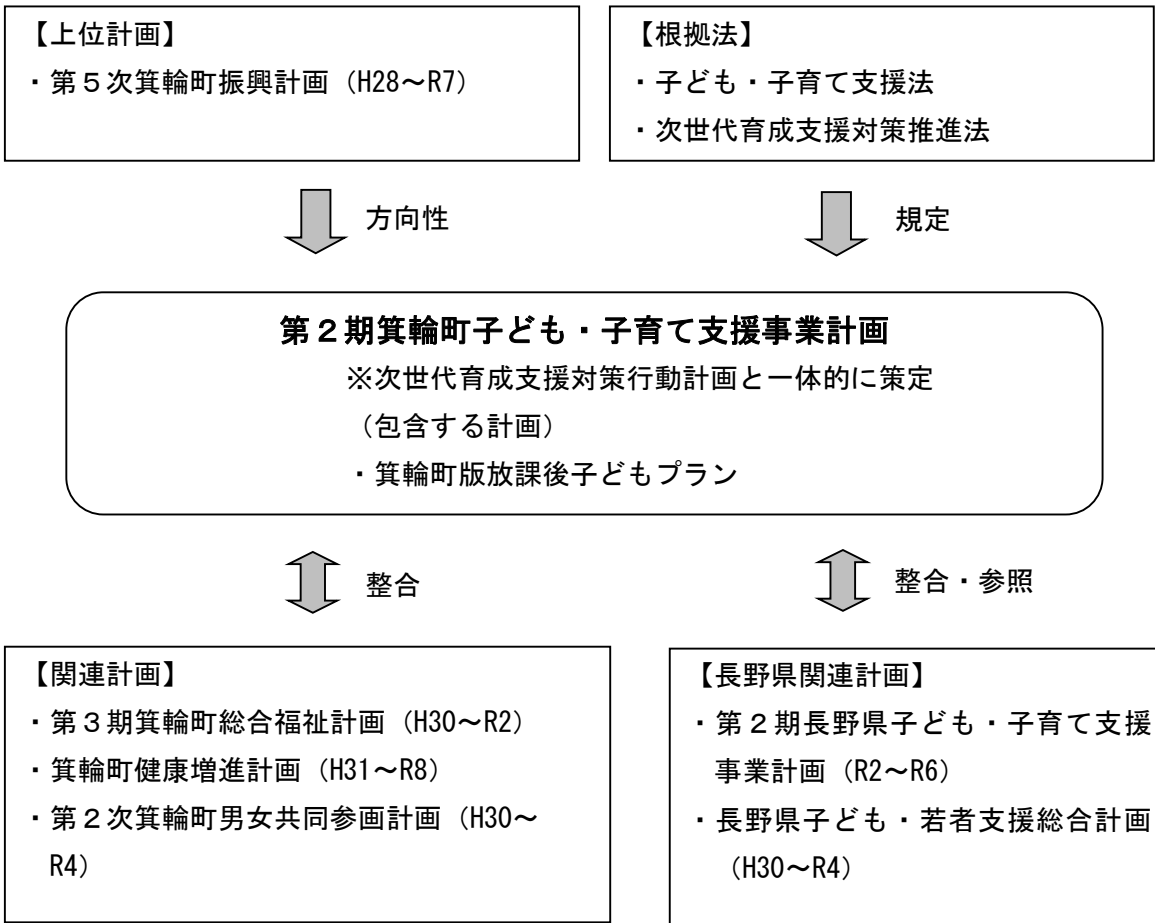 【上位計画】
・第５次箕輪町振興計画（H28～R7）
【根拠法】
・子ども・子育て支援法
・次世代育成支援対策推進法
方向性
規定
第２期箕輪町子ども・子育て支援事業計画
※次世代育成支援対策行動計画と一体的に策定
（包含する計画）
・箕輪町版放課後子どもプラン
整合
整合・参照
【関連計画】
・第３期箕輪町総合福祉計画（H30～R2）
・箕輪町健康増進計画（H31～R8）
・第２次箕輪町男女共同参画計画（H30～
R4）
【長野県関連計画】
・第２期長野県子ども・子育て支援
事業計画（R2～R6）
・長野県子ども・若者支援総合計画
（H30～R4）